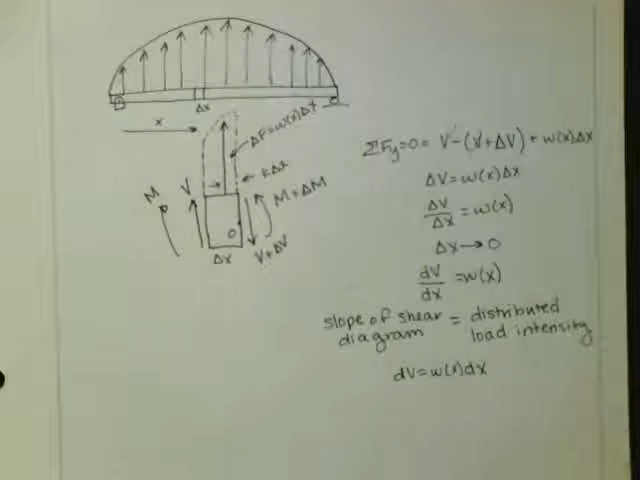 Δx
x
ΔF=w(x)Δx
kΔx
M V M+ΔM
O
Δx V+ΔV
ΣFy=0= V-(V+ΔV)+w(x)Δx
ΔV=w(x)Δx
ΔV/Δx=w(x)
Δx→0
dV/dx=w(x)
slope of shear = distributed
diagram load intensity
dV=w(x)dx